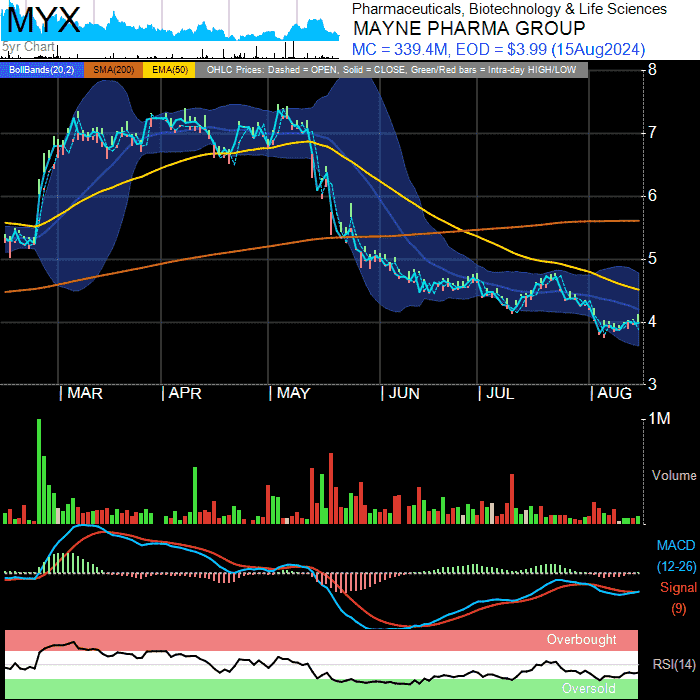 MYX
5yr Chart
Pharmaceuticals, Biotechnology & Life Sciences
MAYNE PHARMA GROUP
MC = 339.4M, EOD = $3.99 (15Aug2024)
BollBands(20,2) SMA(200) EMA(50) OHLC Prices: Dashed = OPEN, Solid = CLOSE, Green/Red bars = Intra-day HIGH/LOW
8
7
6
5
4
3
| MAR | APR | MAY | JUN | JUL | AUG
1M
Volume
MACD
(12-26)
Signal
(9)
Overbought
RSI(14)
Oversold